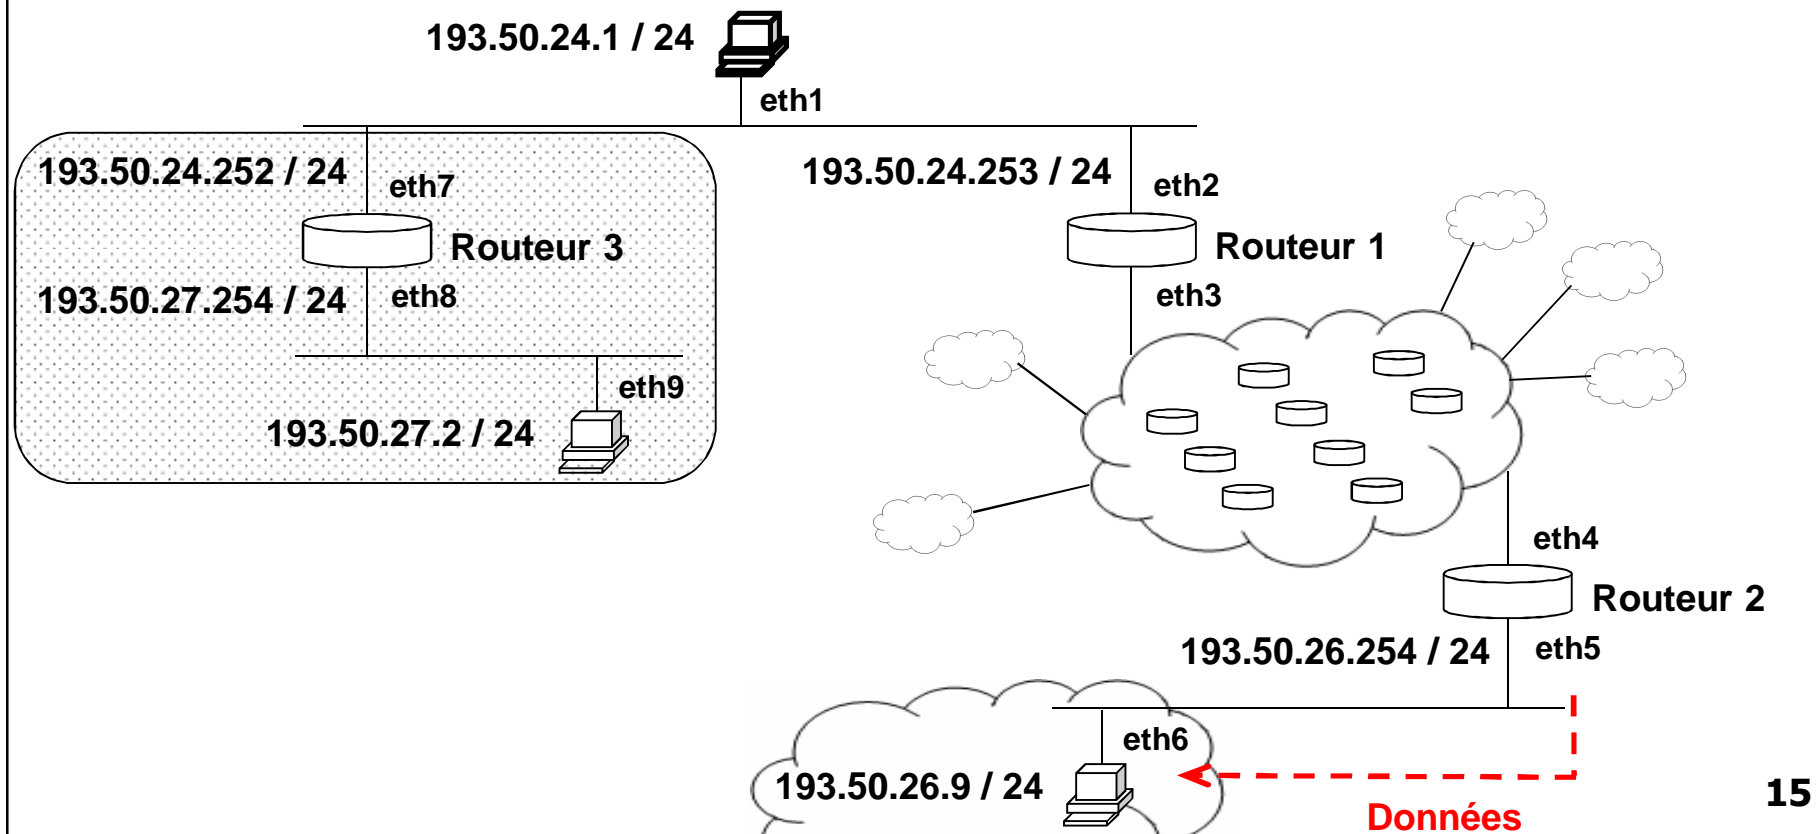 193.50.24.1 / 24
eth1
193.50.24.252 / 24
eth7
193.50.24.253 / 24
eth2
Routeur 3
Routeur 1
193.50.27.254 / 24
eth8
eth3
eth9
193.50.27.2 / 24
eth4
Routeur 2
193.50.26.254 / 24
eth5
eth6
193.50.26.9 / 24
Données
15